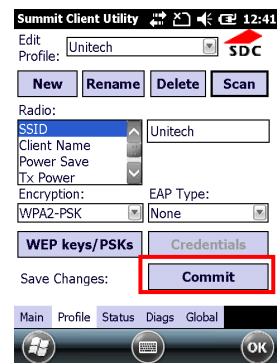 Summit Client Utility 12:41
Edit
Profile: Unitech
SDC
New Rename Delete Scan
Radio:
SSID Unitech
Client Name
Power Save
Tx Power
Encryption: EAP Type:
WPA2-PSK None
WEP keys/PSKs Credentials
Save Changes: Commit
Main Profile Status Diags Global
OK